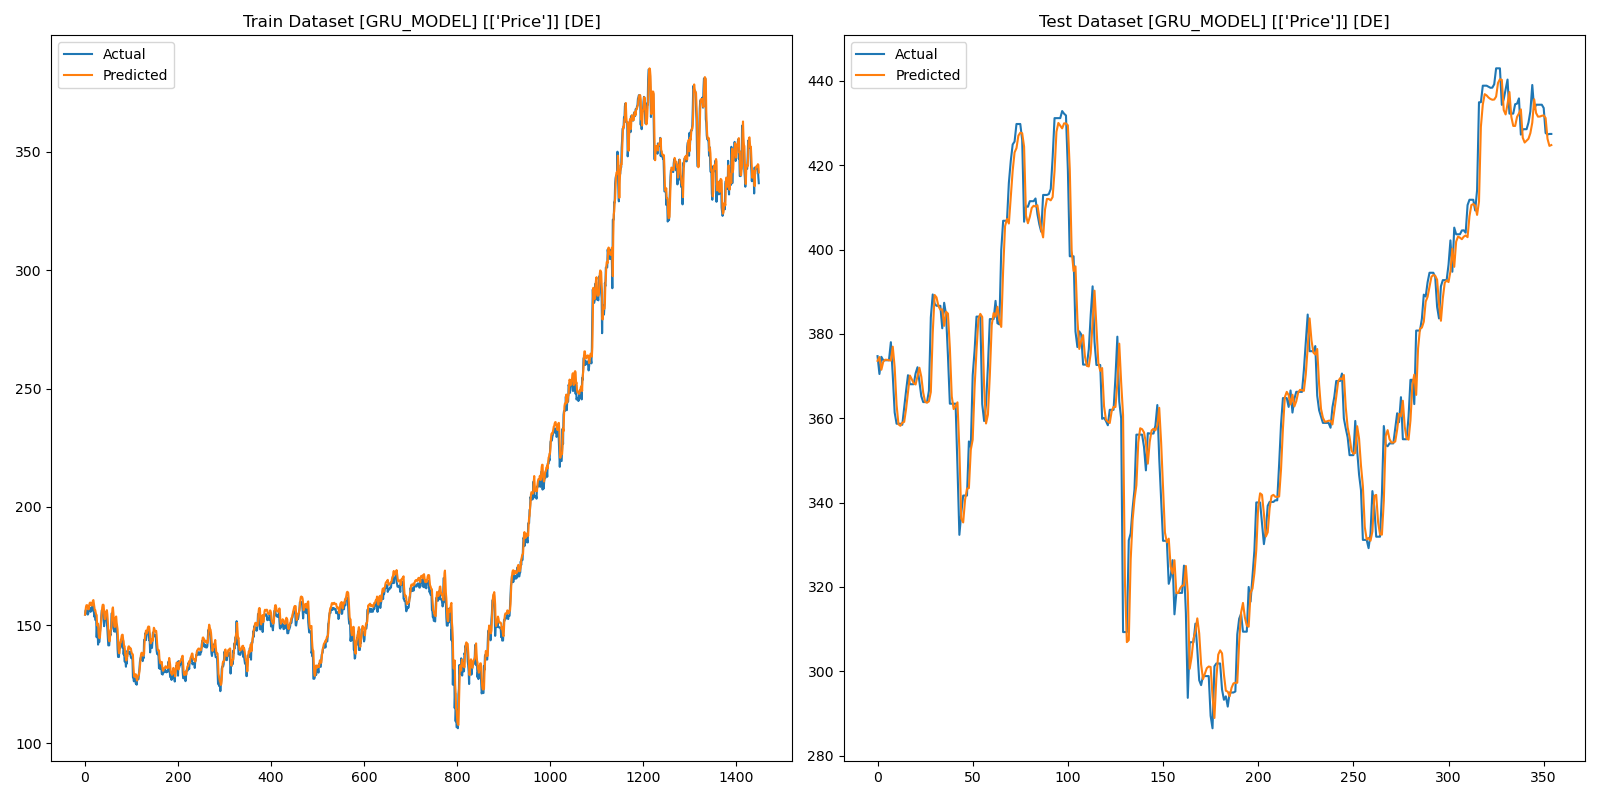 Train Dataset [GRU_MODEL] [['Price']] [DE]
Actual
Predicted
350
300
250
200
150
100
0 200 400 600 800 1000 1200 1400
Test Dataset [GRU_MODEL] [['Price']] [DE]
Actual
Predicted
440
420
400
380
360
340
320
300
280
0 50 100 150 200 250 300 350